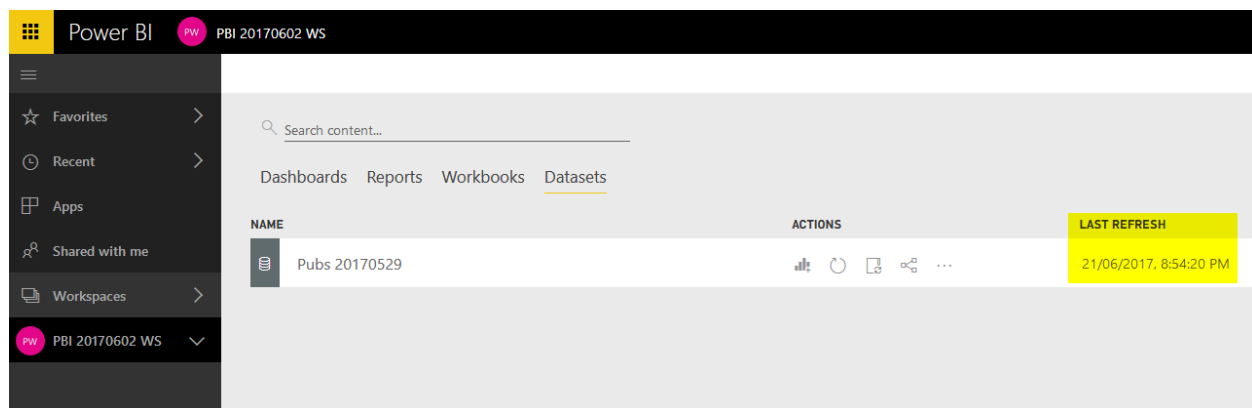 Power BI PW PBI 20170602 WS
Favorites
Recent
Apps
Shared with me
Workspaces
PW PBI 20170602 WS
Search content...
Dashboards Reports Workbooks Datasets
NAME ACTIONS LAST REFRESH
Pubs 20170529 ... 21/06/2017, 8:54:20 PM